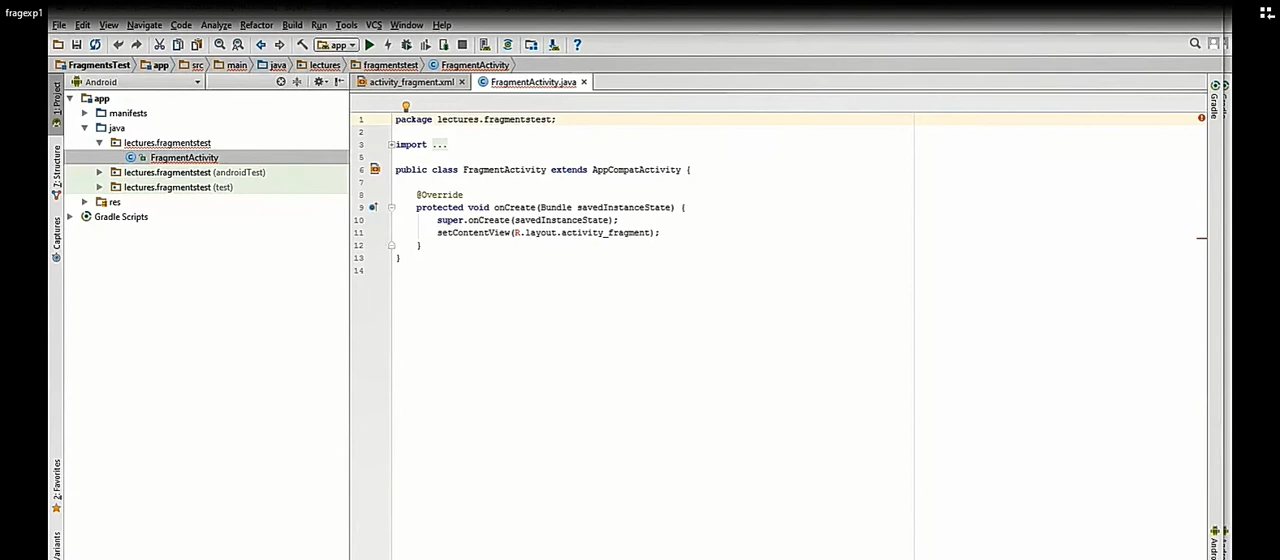 fragexp1
File Edit View Navigate Code Analyze Refactor Build Run Tools VCS Window Help
app
FragmentsTest app src main java lectures fragmentstest FragmentActivity
Android
activity_fragment.xml FragmentActivity.java
1: Project
7: Structure
Captures
2: Favorites
app
manifests
java
lectures.fragmentstest
FragmentActivity
lectures.fragmentstest (androidTest)
lectures.fragmentstest (test)
res
Gradle Scripts
1 package lectures.fragmentstest;
2
3 import ...
5
6 public class FragmentActivity extends AppCompatActivity {
7
8 @Override
9 protected void onCreate(Bundle savedInstanceState) {
10 super.onCreate(savedInstanceState);
11 setContentView(R.layout.activity_fragment);
12 }
13 }
14
Gradle